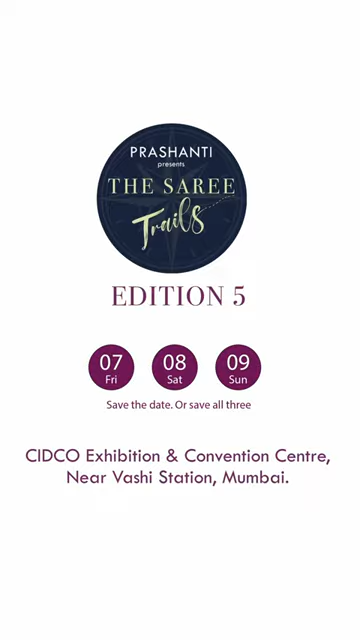 PRASHANTI
presents
THE SAREE
Trails
EDITION 5
07 08 09
Fri Sat Sun
Save the date. Or save all three
CIDCO Exhibition & Convention Centre,
Near Vashi Station, Mumbai.